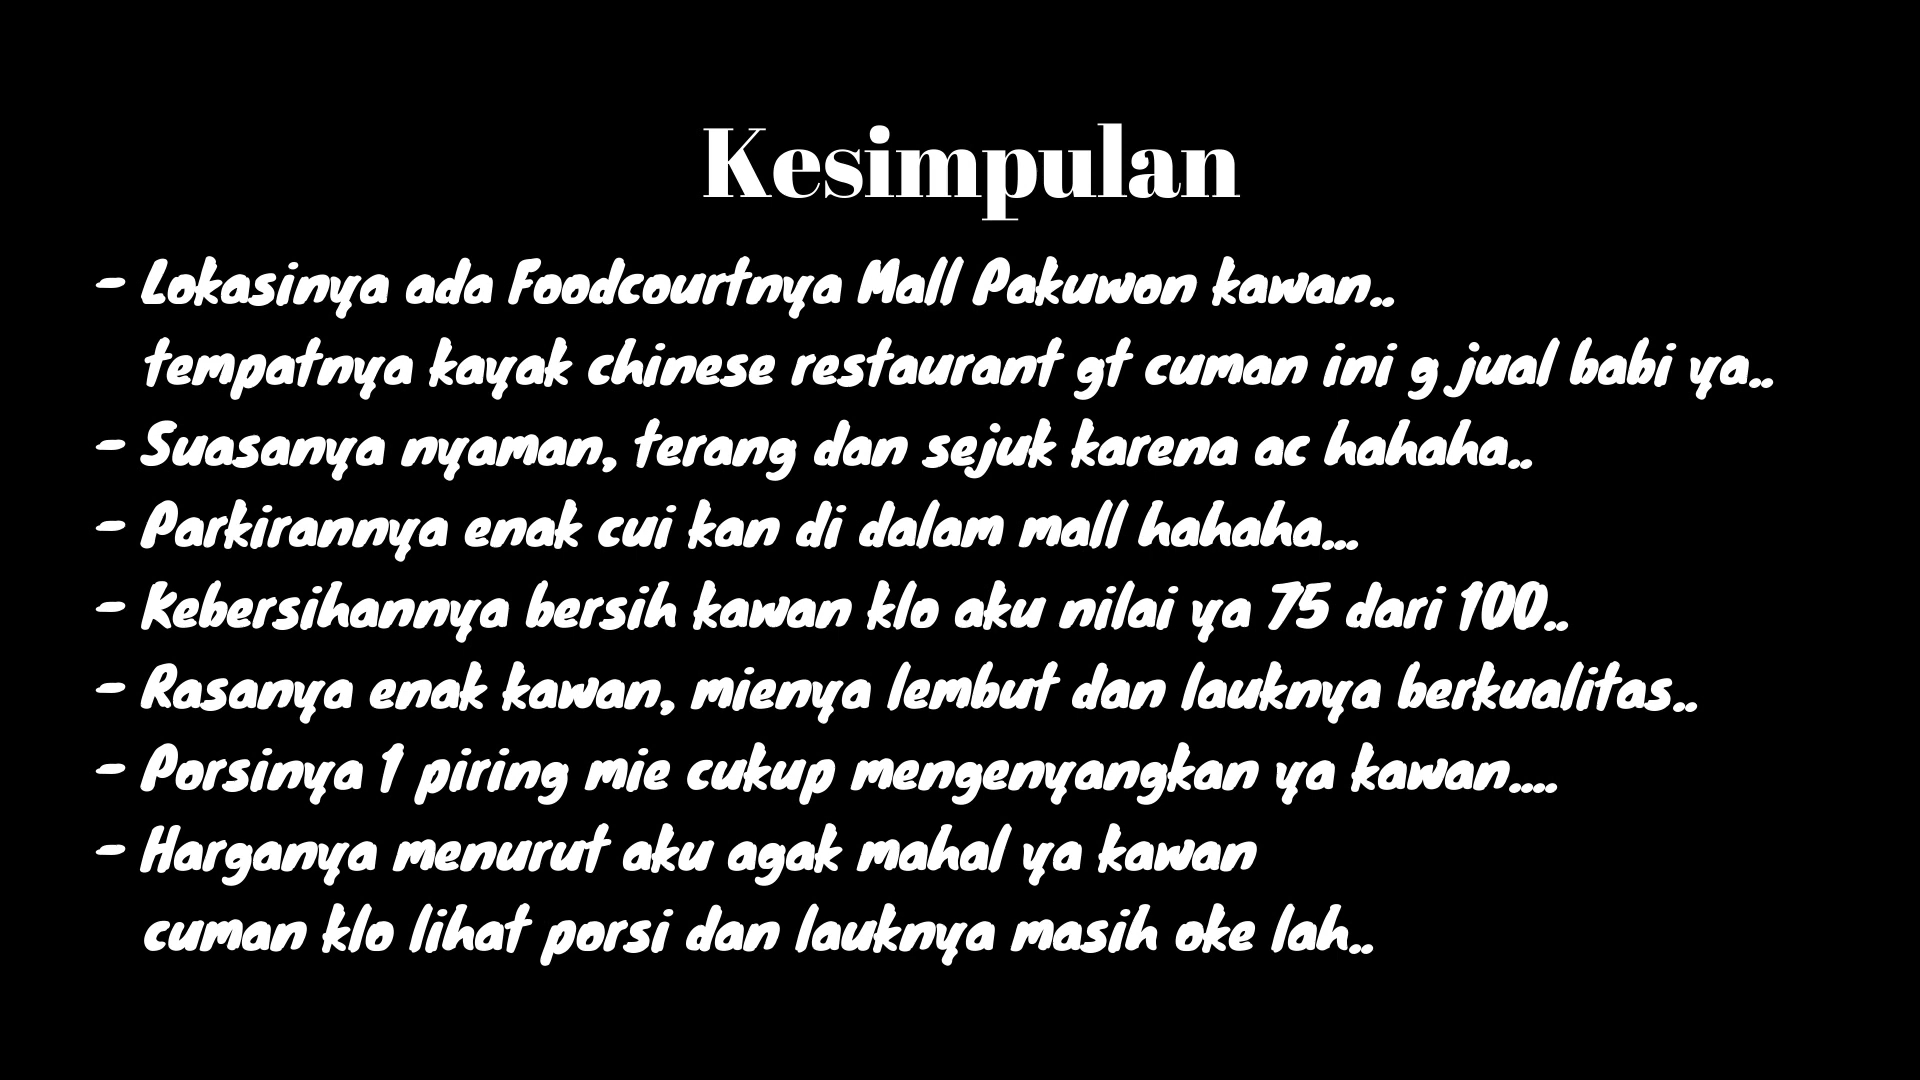 Kesimpulan
- Lokasinya ada Foodcourtnya Mall Pakuwon kawan..
tempatnya kayak chinese restaurant gt cuman ini g jual babi ya..
- Suasanya nyaman, terang dan sejuk karena ac hahaha..
- Parkirannya enak cui kan di dalam mall hahaha...
- Kebersihannya bersih kawan klo aku nilai ya 75 dari 100..
- Rasanya enak kawan, mienya lembut dan lauknya berkualitas..
- Porsinya 1 piring mie cukup mengenyangkan ya kawan....
- Harganya menurut aku agak mahal ya kawan
cuman klo lihat porsi dan lauknya masih oke lah..